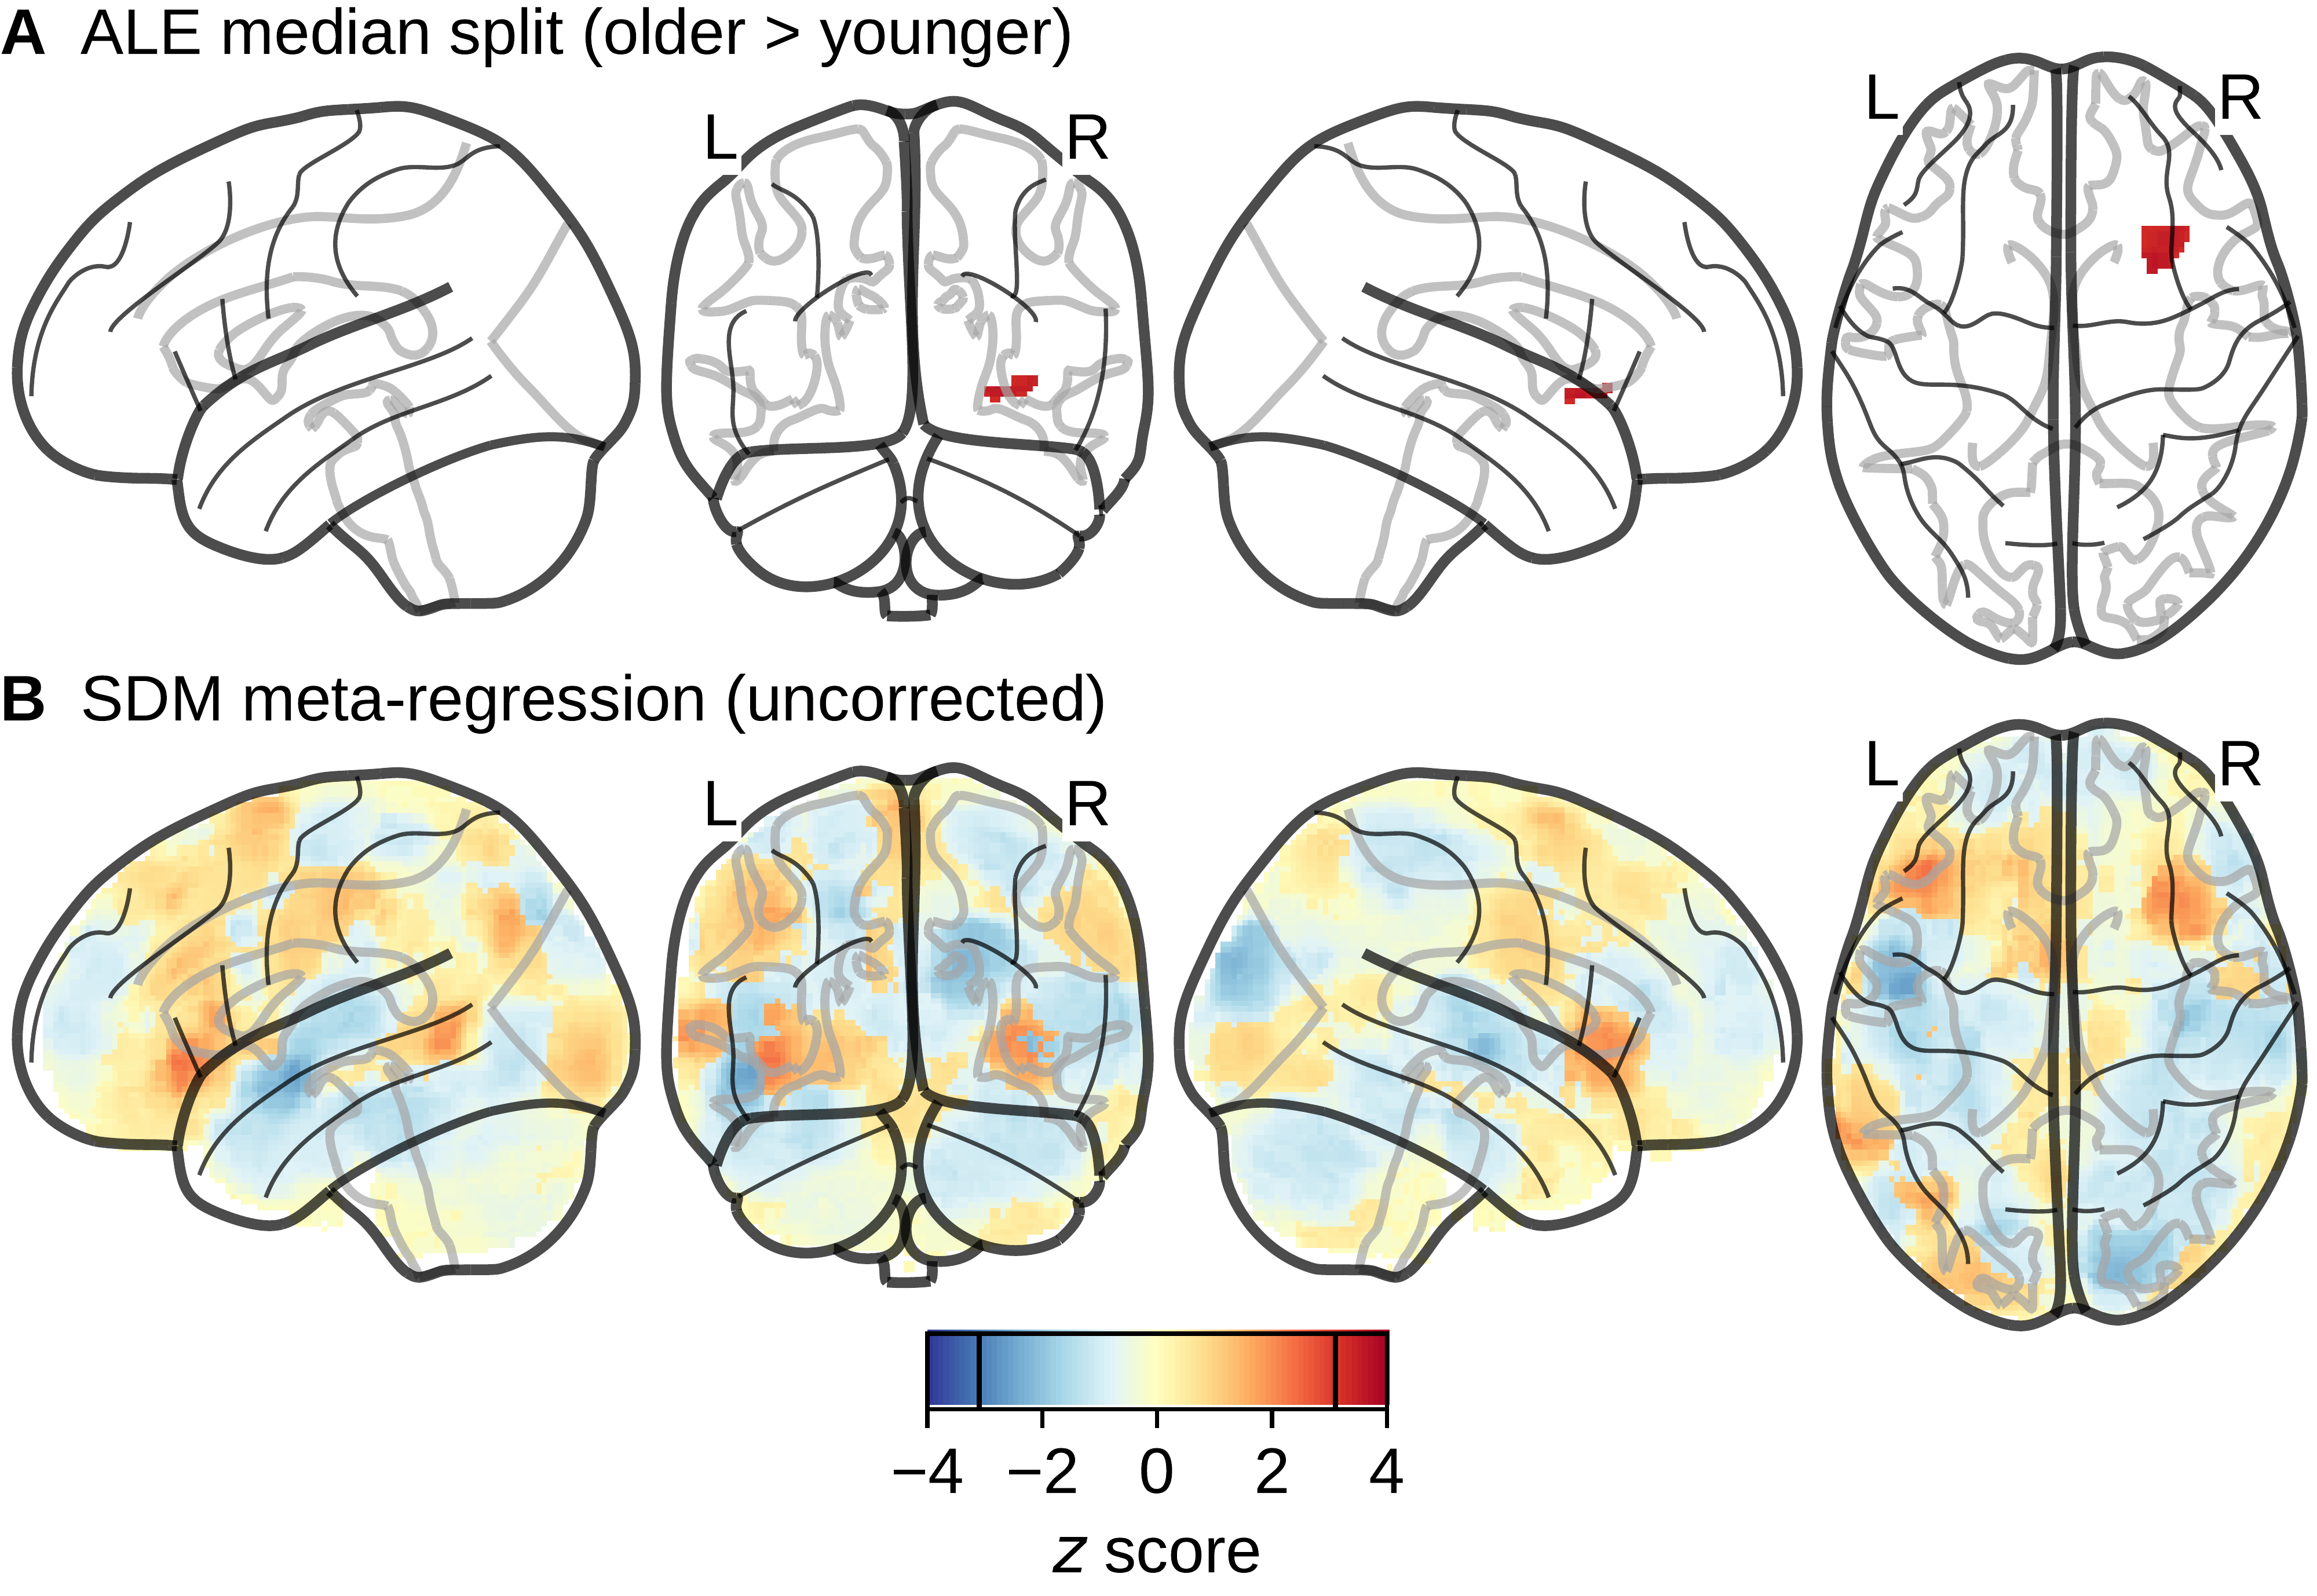 A ALE median split (older > younger)
L R L R
B SDM meta-regression (uncorrected)
L R L R
−4 −2 0 2 4
z score